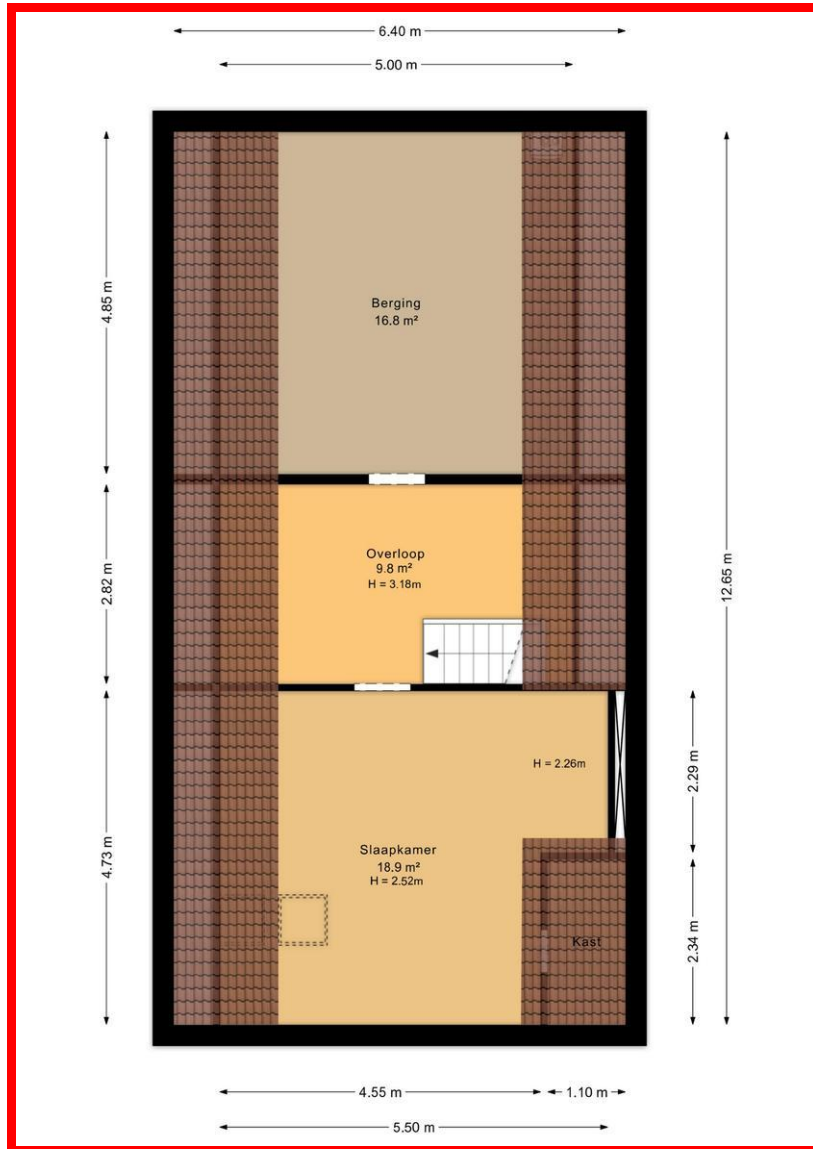 6.40 m
5.00 m
4.85 m
Berging
16.8 m²
2.82 m
Overloop
9.8 m²
H = 3.18m
12.65 m
H = 2.26m
2.29 m
4.73 m
Slaapkamer
18.9 m²
H = 2.52m
Kast
2.34 m
4.55 m
1.10 m
5.50 m